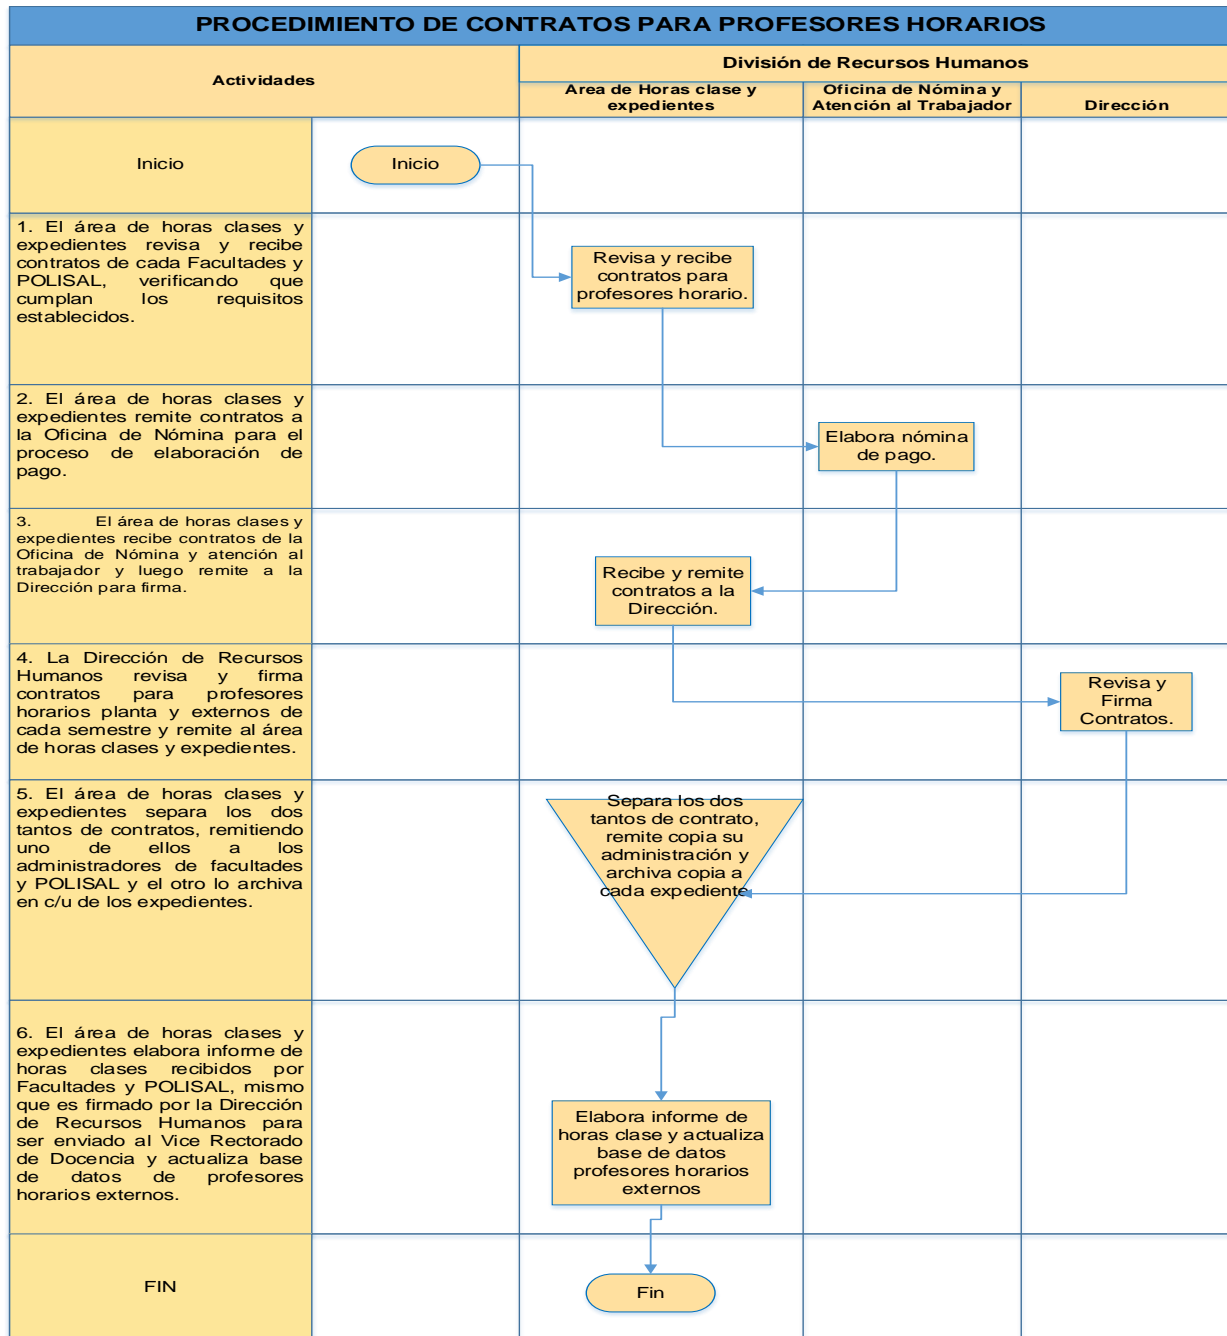 PROCEDIMIENTO DE CONTRATOS PARA PROFESORES HORARIOS
Actividades
División de Recursos Humanos
Area de Horas clase y
expedientes
Oficina de Nómina y
Atención al Trabajador
Dirección
Inicio
Inicio
1. El área de horas clases y
expedientes revisa y recibe
contratos de cada Facultades y
POLISAL, verificando que
cumplan los requisitos
establecidos.
Revisa y recibe
contratos para
profesores horario.
2. El área de horas clases y
expedientes remite contratos a
la Oficina de Nómina para el
proceso de elaboración de
pago.
Elabora nómina
de pago.
3. El área de horas clases y
expedientes recibe contratos de la
Oficina de Nómina y atención al
trabajador y luego remite a la
Dirección para firma.
Recibe y remite
contratos a la
Dirección.
4. La Dirección de Recursos
Humanos revisa y firma
contratos para profesores
horarios planta y externos de
cada semestre y remite al área
de horas clases y expedientes.
Revisa y
Firma
Contratos.
5. El área de horas clases y
expedientes separa los dos
tantos de contratos, remitiendo
uno de ellos a los
administradores de facultades
y POLISAL y el otro lo archiva
en c/u de los expedientes.
Separa los dos
tantos de contrato,
remite copia su
administración y
archiva copia a
cada expediente
6. El área de horas clases y
expedientes elabora informe de
horas clases recibidos por
Facultades y POLISAL, mismo
que es firmado por la Dirección
de Recursos Humanos para
ser enviado al Vice Rectorado
de Docencia y actualiza base
de datos de profesores
horarios externos.
Elabora informe de
horas clase y actualiza
base de datos
profesores horarios
externos
FIN
Fin